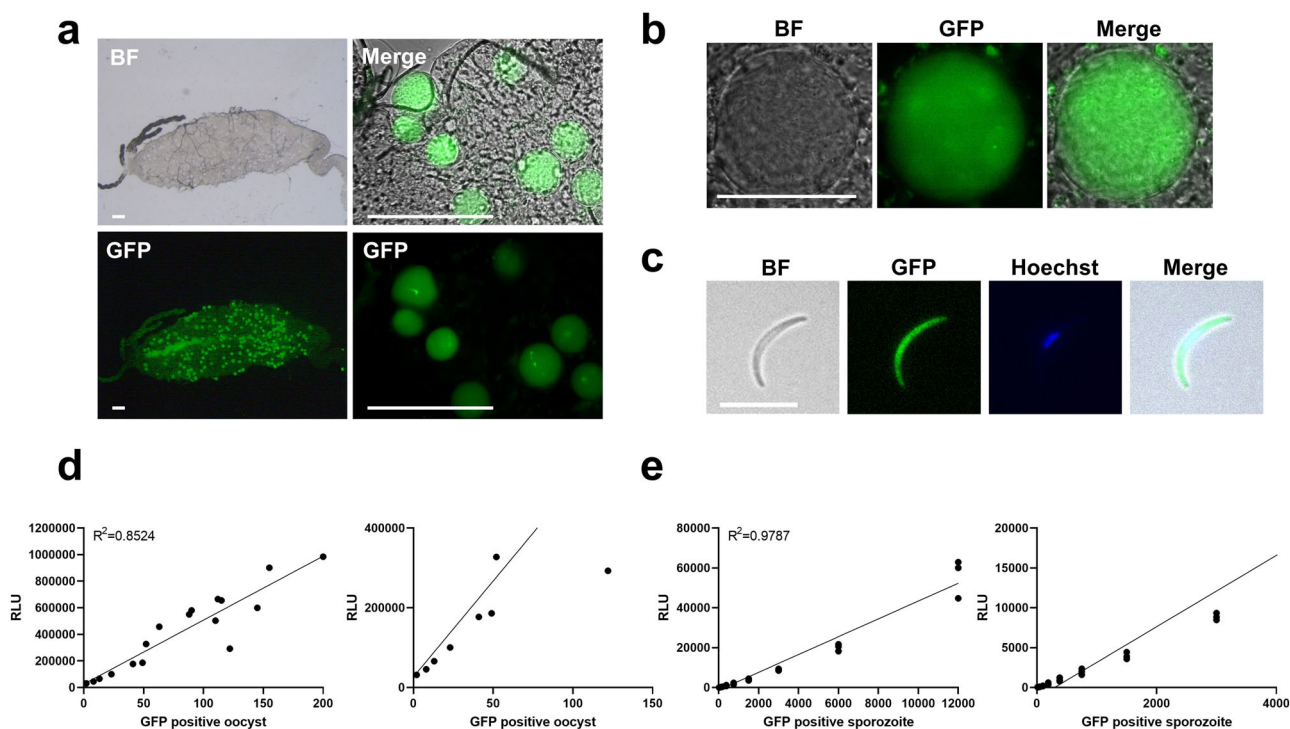 a
BF
Merge
GFP
GFP
b
BF
GFP
Merge
c
BF
GFP
Hoechst
Merge
d
R²=0.8524
1200000
1000000
800000
600000
400000
200000
0
RLU
0
50
100
150
200
GFP positive oocyst
400000
200000
0
RLU
0
50
100
150
GFP positive oocyst
e
R²=0.9787
80000
60000
40000
20000
0
RLU
0
2000
4000
6000
8000
10000
12000
GFP positive sporozoite
20000
15000
10000
5000
0
RLU
0
2000
4000
GFP positive sporozoite